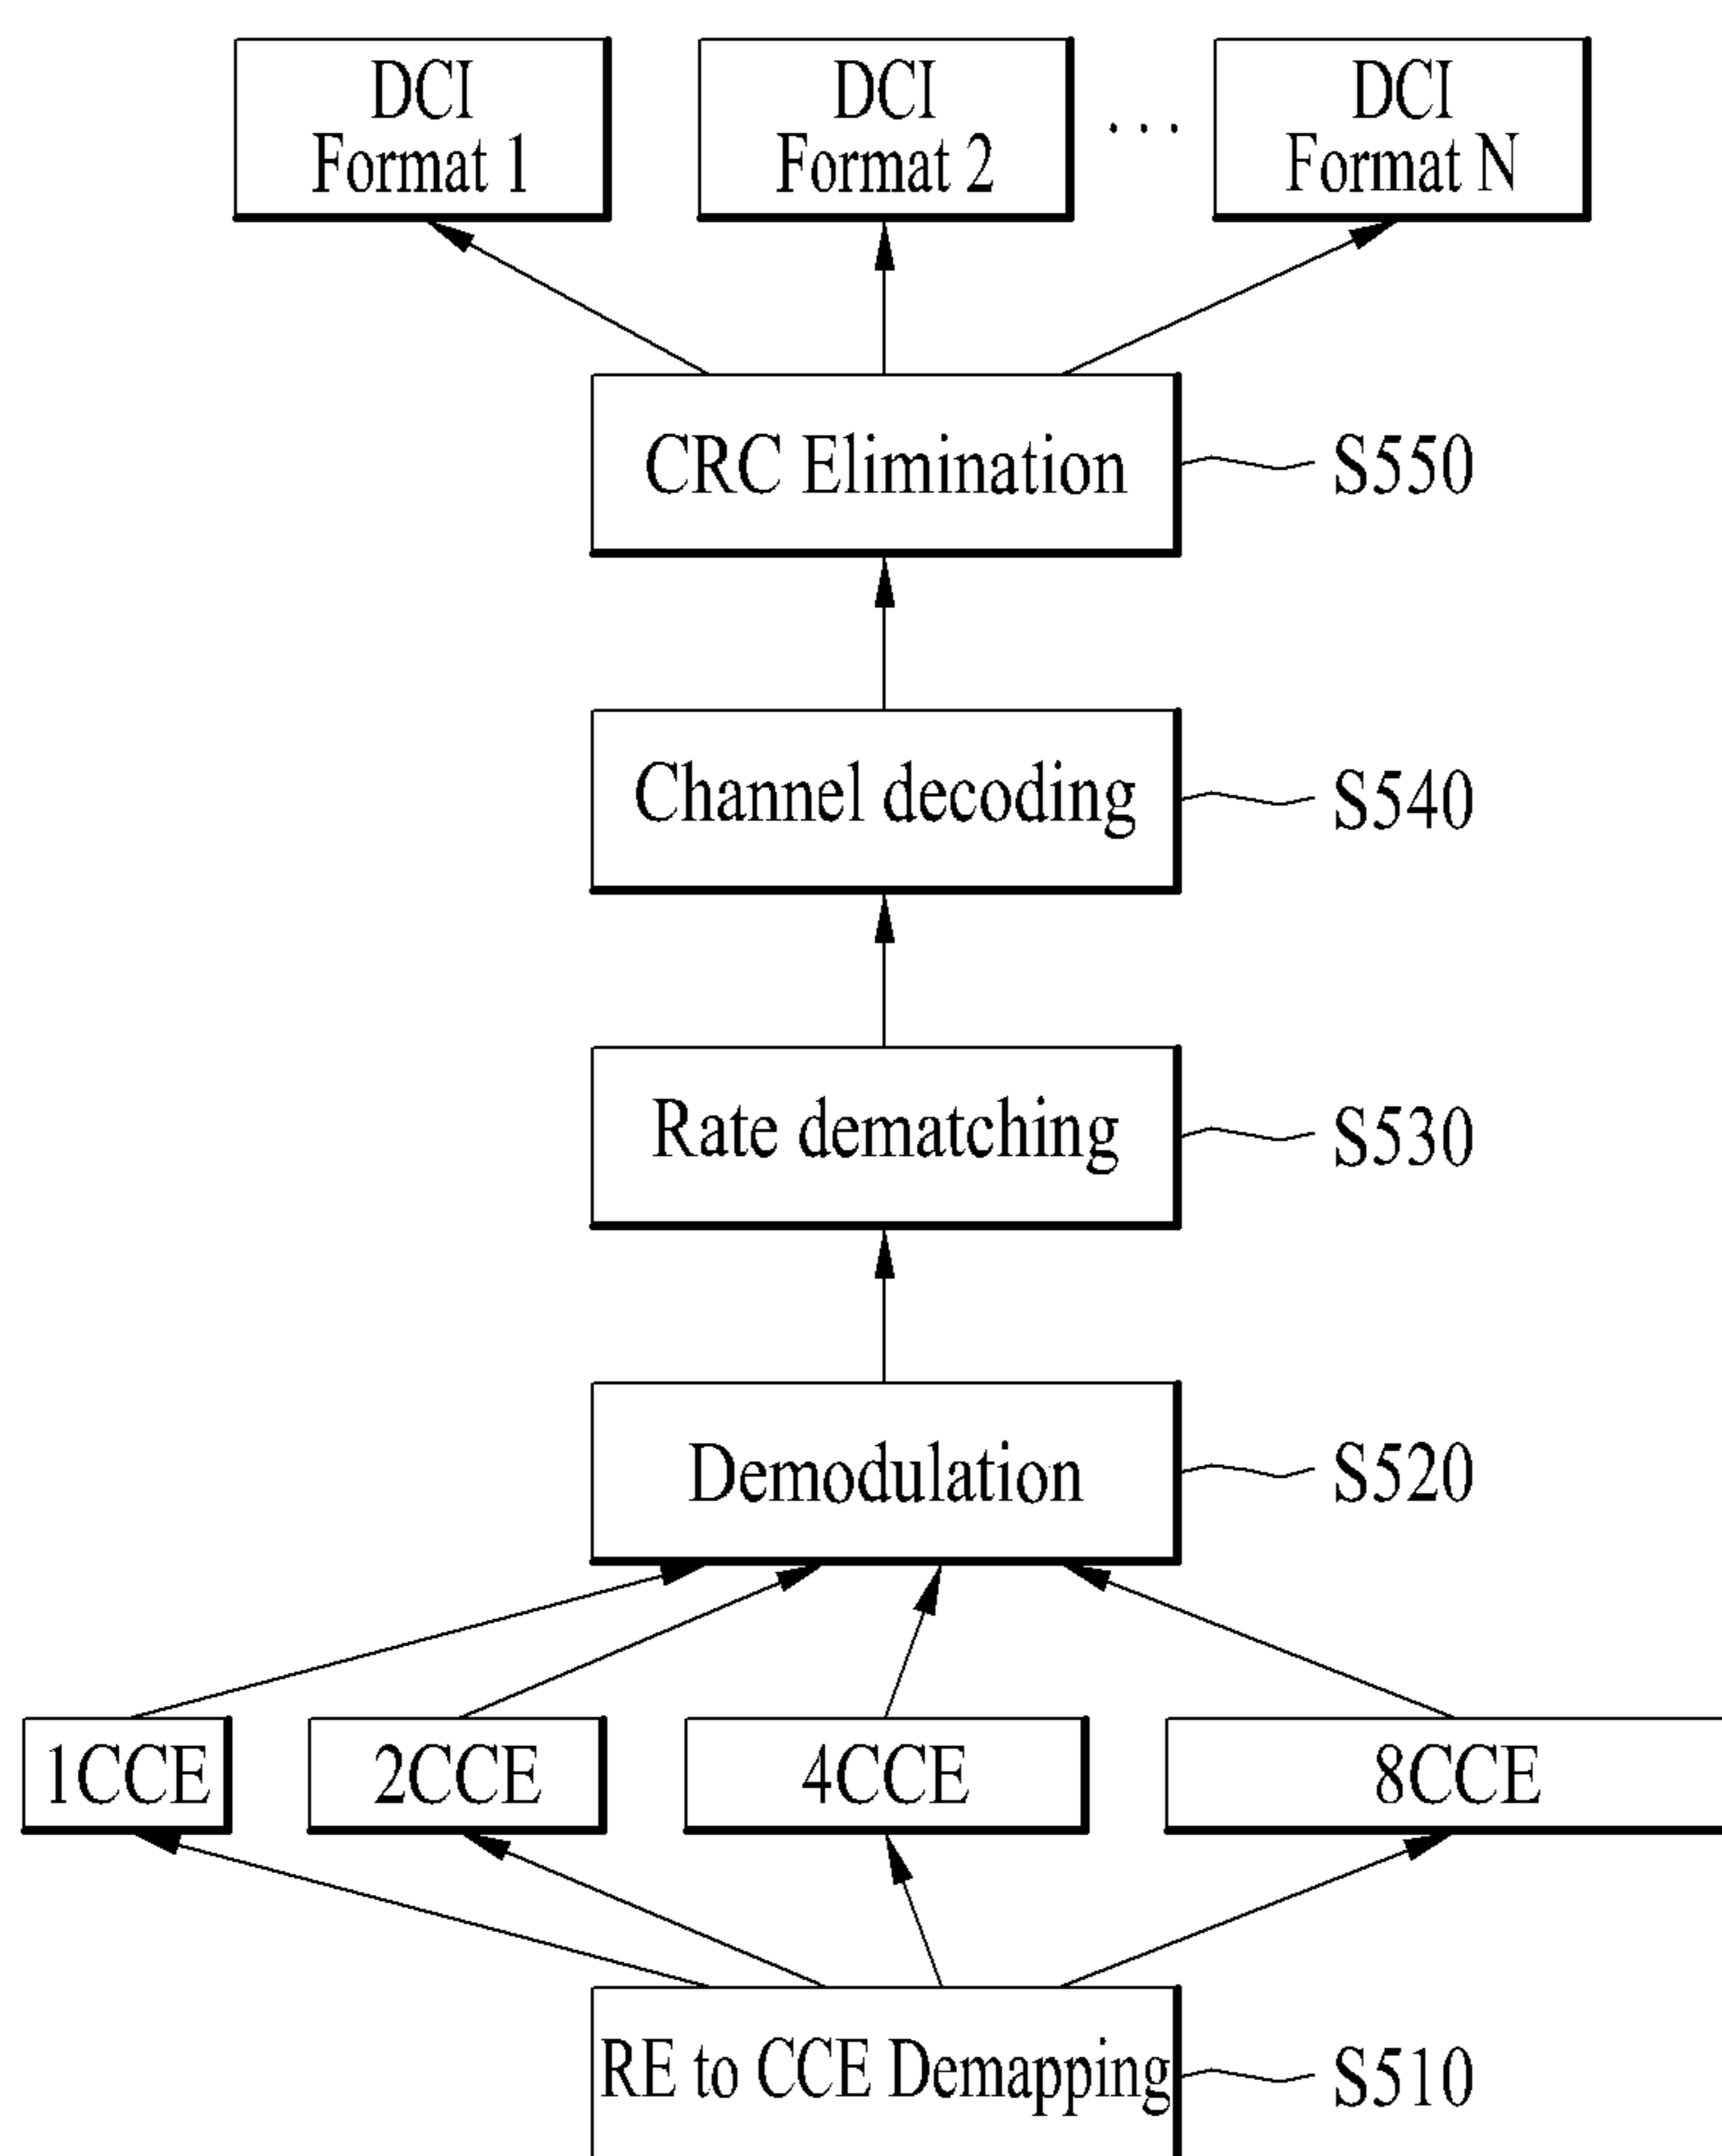 DCI
Format 1
DCI
Format 2
...
DCI
Format N
CRC Elimination
S550
Channel decoding
S540
Rate dematching
S530
Demodulation
S520
1CCE
2CCE
4CCE
8CCE
RE to CCE Demapping
S510